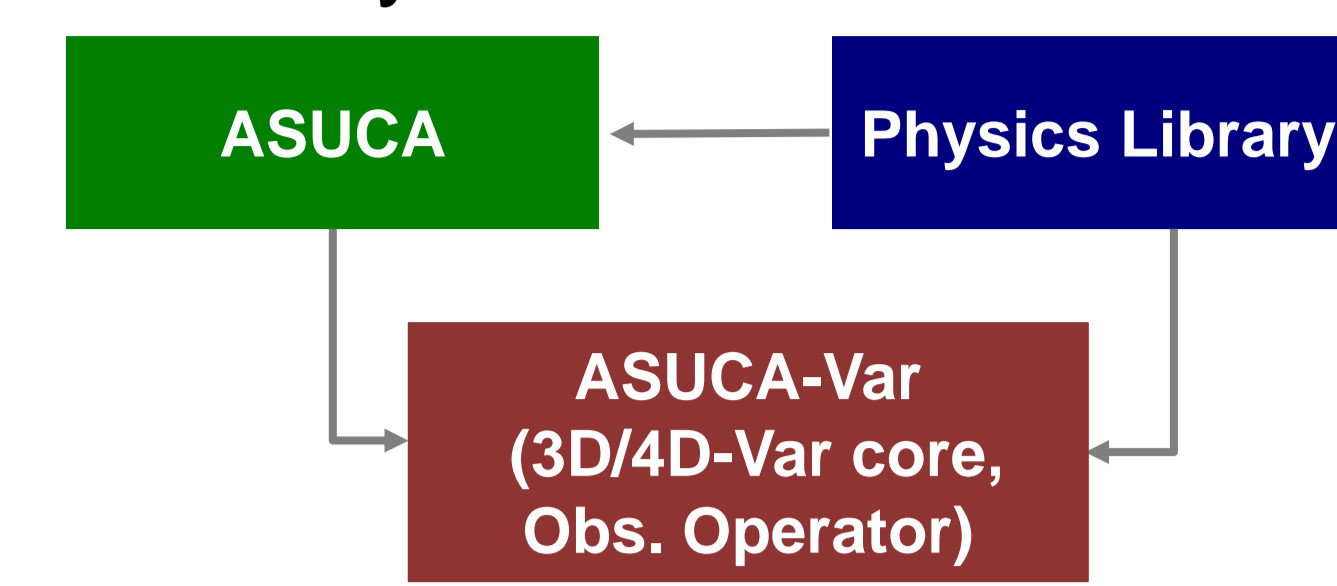 ASUCA
Physics Library
ASUCA-Var
(3D/4D-Var core,
Obs. Operator)